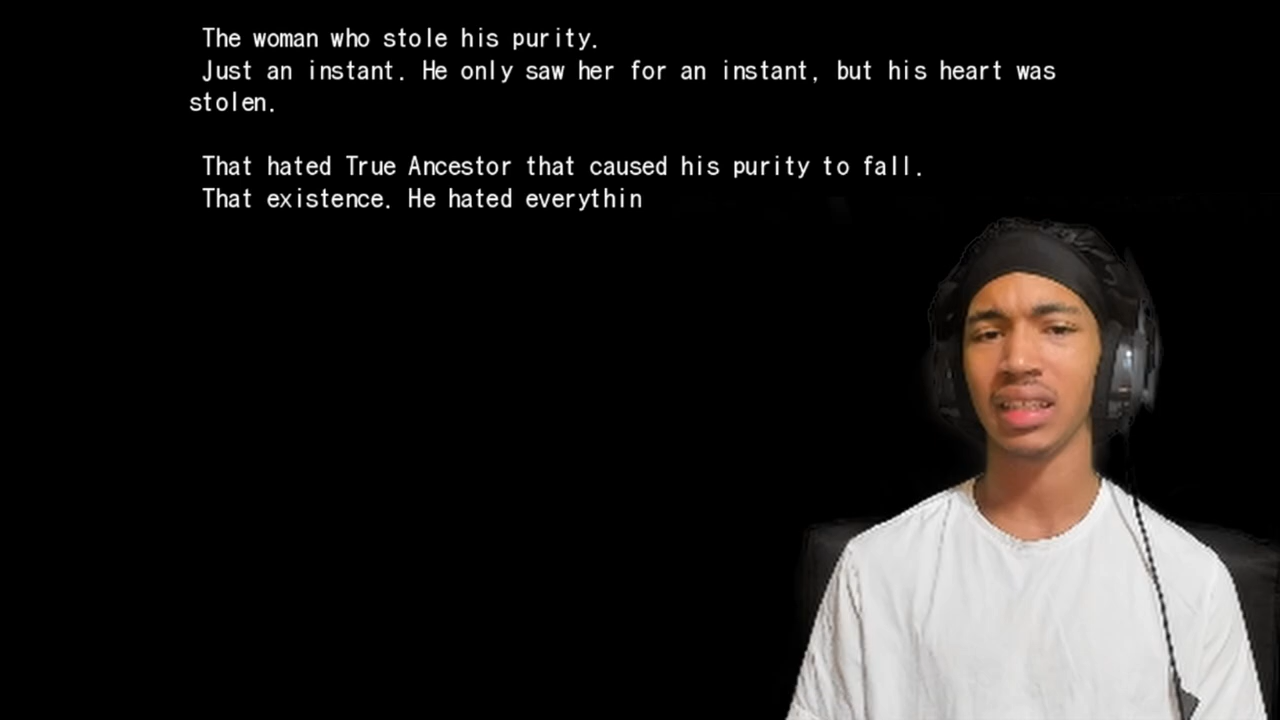 The woman who stole his purity.
Just an instant. He only saw her for an instant, but his heart was
stolen.
That hated True Ancestor that caused his purity to fall.
That existence. He hated everythin